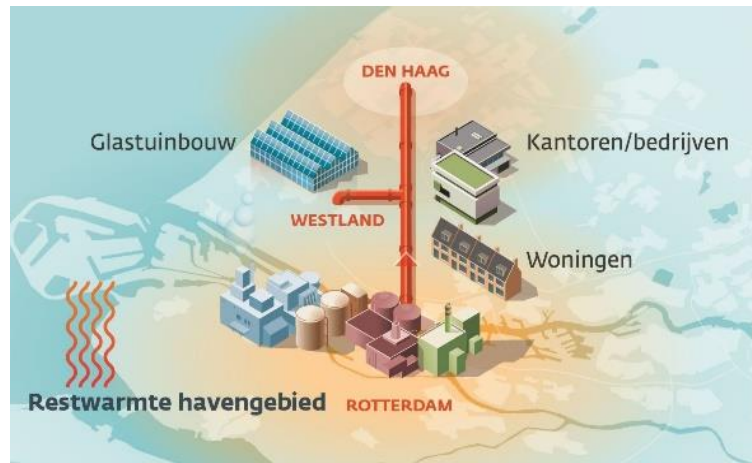 DEN HAAG
Glastuinbouw
Kantoren/bedrijven
WESTLAND
Woningen
Restwarmte havengebied
ROTTERDAM